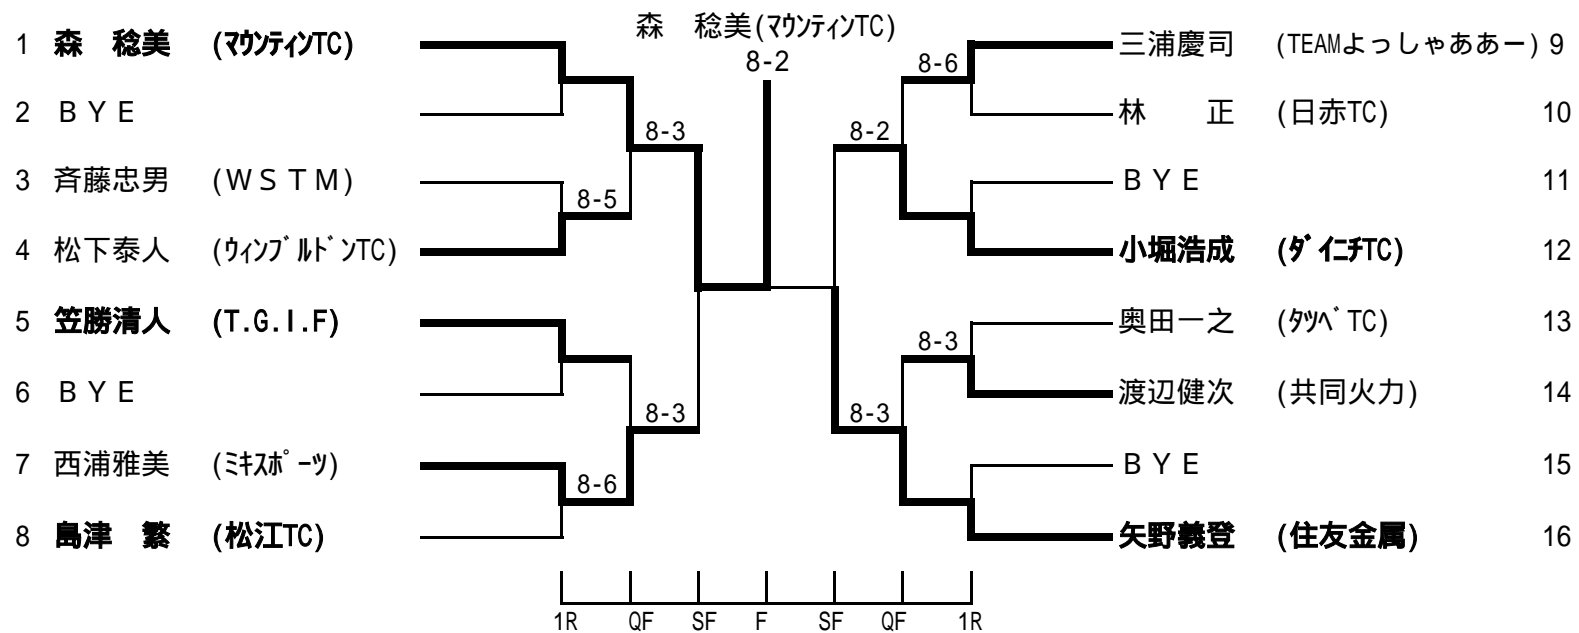 森　稔美(マウンティンTC)
8-2
1 森　稔美 (マウンティンTC)
2 ＢＹＥ
3 斉藤忠男 (ＷＳＴＭ)
4 松下泰人 (ウィンブルドンTC)
5 笠勝清人 (T.G.I.F)
6 ＢＹＥ
7 西浦雅美 (ミキスポーツ)
8 島津　繁 (松江TC)
8-5
8-6
8-3
8-3
8-6
8-3
8-2
8-3
三浦慶司 (TEAMよっしゃああー) 9
林　　正 (日赤TC) 10
ＢＹＥ 11
小堀浩成 (ダイニチTC) 12
奥田一之 (タツベTC) 13
渡辺健次 (共同火力) 14
ＢＹＥ 15
矢野義登 (住友金属) 16
1R QF SF F SF QF 1R